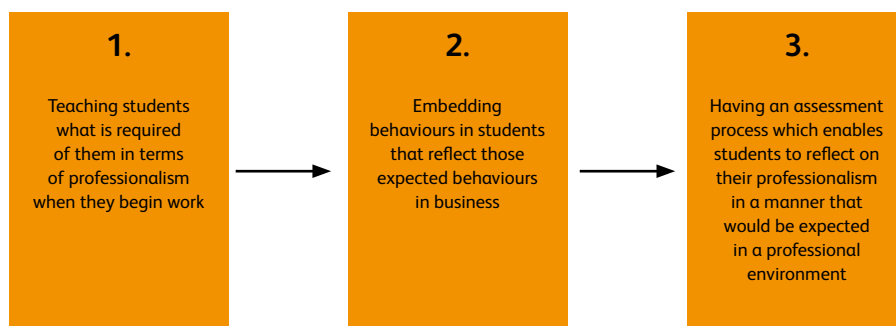 1.
Teaching students
what is required
of them in terms
of professionalism
when they begin work
2.
Embedding
behaviours in students
that reflect those
expected behaviours
in business
3.
Having an assessment
process which enables
students to reflect on
their professionalism
in a manner that
would be expected
in a professional
environment